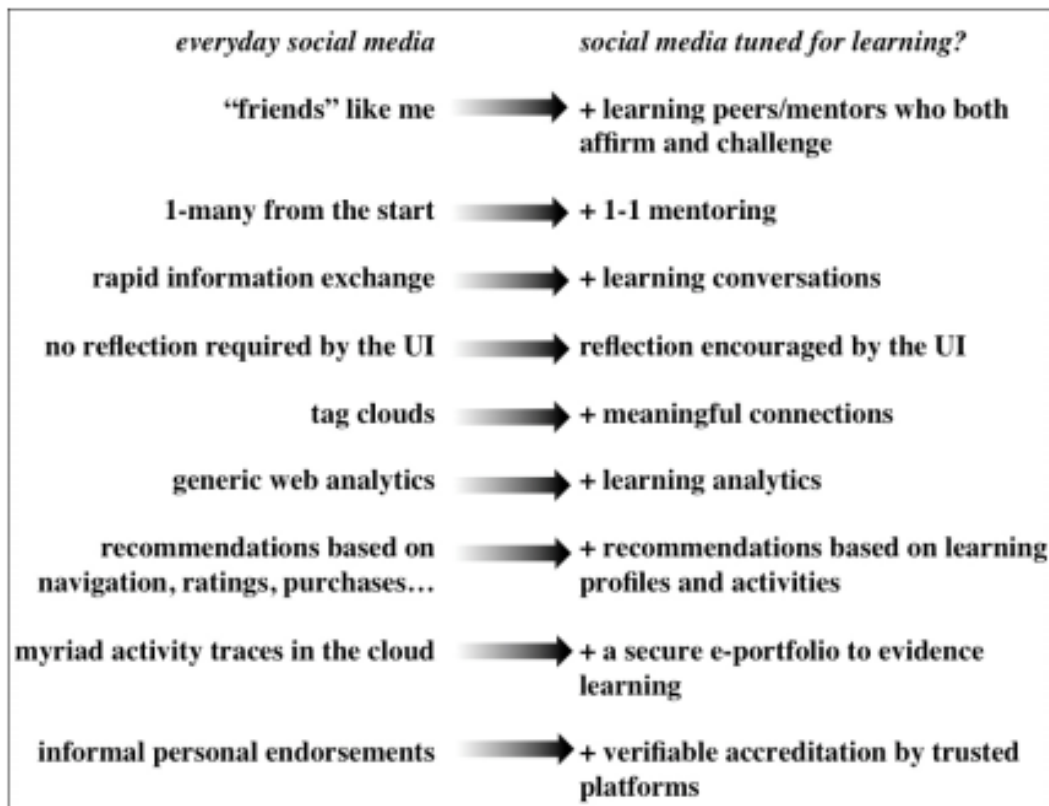 everyday social media
social media tuned for learning?
“friends” like me
+ learning peers/mentors who both
affirm and challenge
1-many from the start
+ 1-1 mentoring
rapid information exchange
+ learning conversations
no reflection required by the UI
reflection encouraged by the UI
tag clouds
+ meaningful connections
generic web analytics
+ learning analytics
recommendations based on
navigation, ratings, purchases…
+ recommendations based on learning
profiles and activities
myriad activity traces in the cloud
+ a secure e-portfolio to evidence
learning
informal personal endorsements
+ verifiable accreditation by trusted
platforms